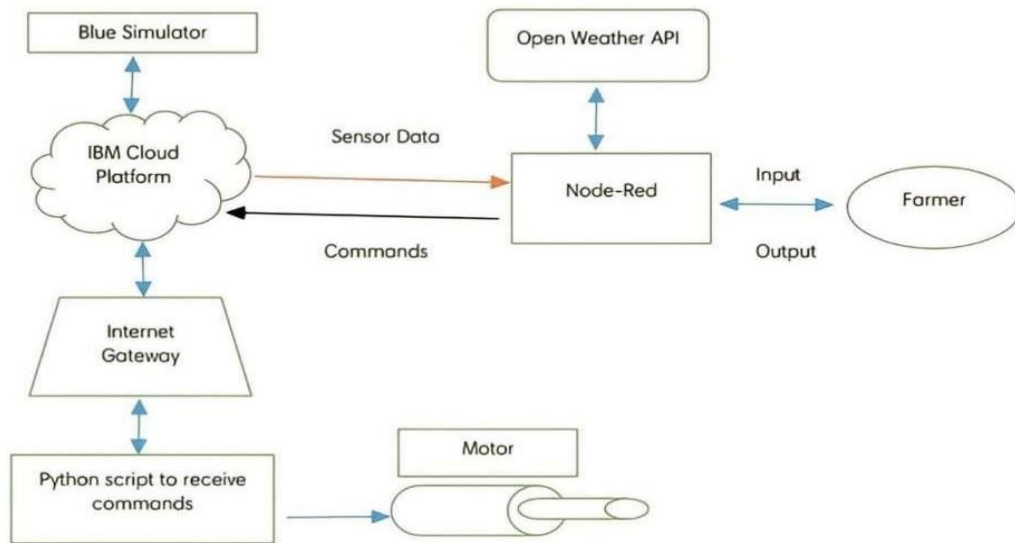 Blue Simulator
Open Weather API
IBM Cloud
Platform
Sensor Data
Node-Red
Input
Farmer
Commands
Output
Internet
Gateway
Motor
Python script to receive
commands